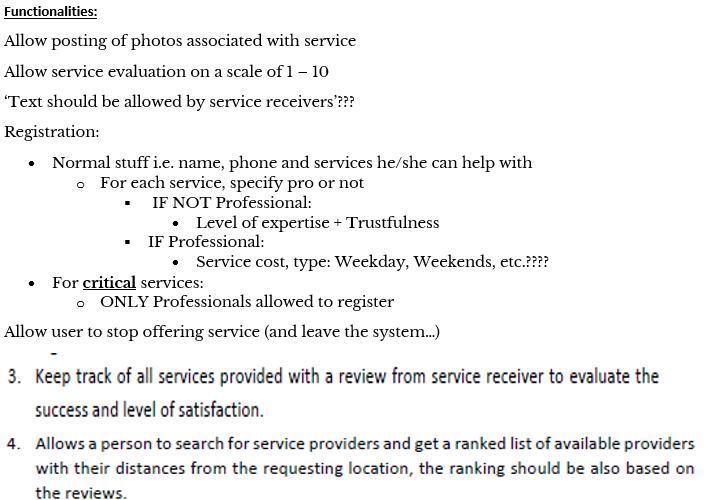 Functionalities:
Allow posting of photos associated with service
Allow service evaluation on a scale of 1 – 10
‘Text should be allowed by service receivers’???
Registration:
• Normal stuff i.e. name, phone and services he/she can help with
o For each service, specify pro or not
▪ IF NOT Professional:
• Level of expertise + Trustfulness
▪ IF Professional:
• Service cost, type: Weekday, Weekends, etc.????
• For critical services:
o ONLY Professionals allowed to register
Allow user to stop offering service (and leave the system...)
3. Keep track of all services provided with a review from service receiver to evaluate the
success and level of satisfaction.
4. Allows a person to search for service providers and get a ranked list of available providers
with their distances from the requesting location, the ranking should be also based on
the reviews.